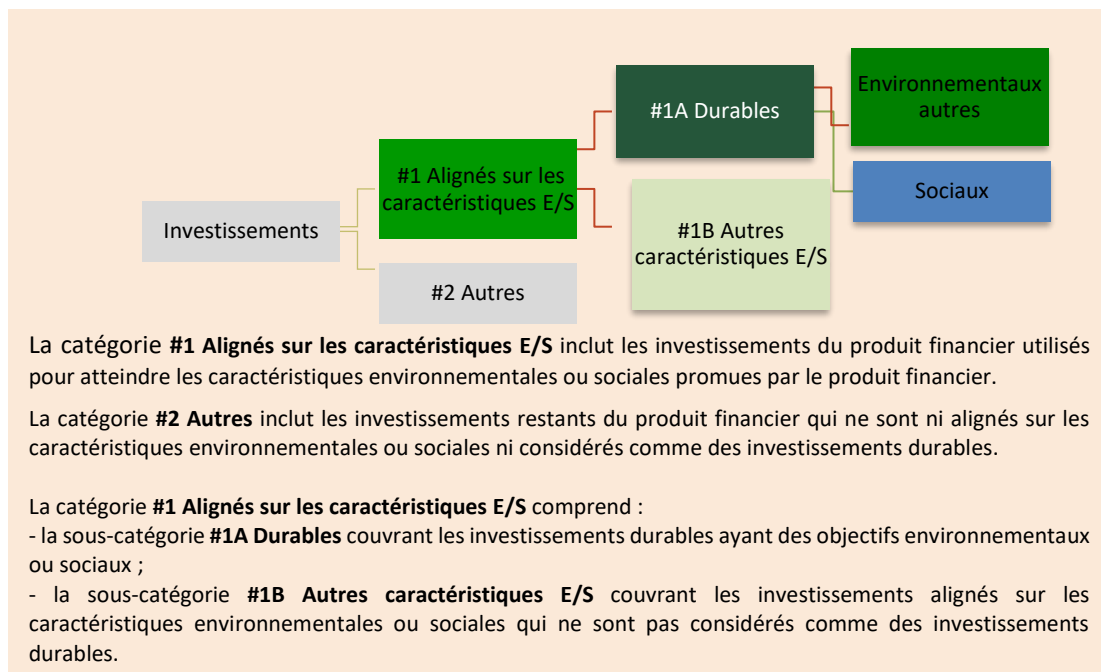 Environnementaux
autres
#1A Durables
#1 Alignés sur les
caractéristiques E/S
Sociaux
Investissements
#1B Autres
caractéristiques E/S
#2 Autres
La catégorie #1 Alignés sur les caractéristiques E/S inclut les investissements du produit financier utilisés
pour atteindre les caractéristiques environnementales ou sociales promues par le produit financier.
La catégorie #2 Autres inclut les investissements restants du produit financier qui ne sont ni alignés sur les
caractéristiques environnementales ou sociales ni considérés comme des investissements durables.
La catégorie #1 Alignés sur les caractéristiques E/S comprend :
- la sous-catégorie #1A Durables couvrant les investissements durables ayant des objectifs environnementaux
ou sociaux ;
- la sous-catégorie #1B Autres caractéristiques E/S couvrant les investissements alignés sur les
caractéristiques environnementales ou sociales qui ne sont pas considérés comme des investissements
durables.